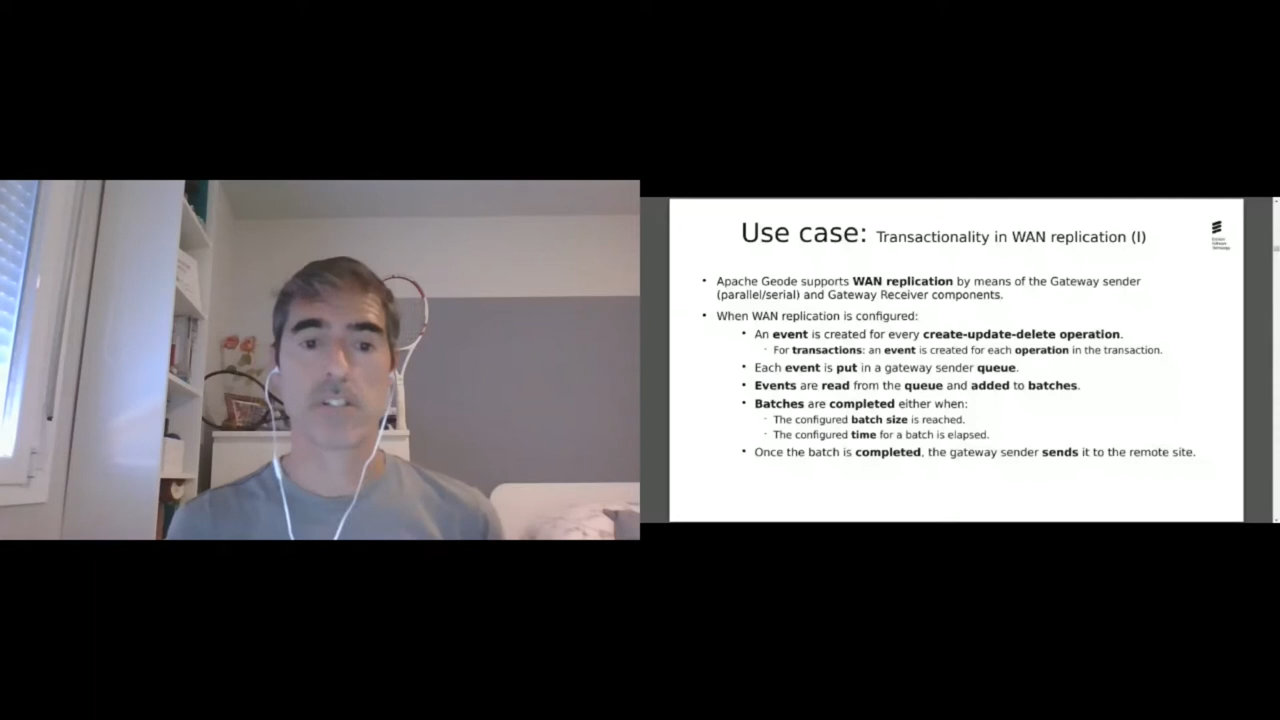 Use case: Transactionality in WAN replication (I)
• Apache Geode supports WAN replication by means of the Gateway sender
(parallel/serial) and Gateway Receiver components.
• When WAN replication is configured:
• An event is created for every create-update-delete operation.
· For transactions: an event is created for each operation in the transaction.
• Each event is put in a gateway sender queue.
• Events are read from the queue and added to batches.
• Batches are completed either when:
· The configured batch size is reached.
· The configured time for a batch is elapsed.
• Once the batch is completed, the gateway sender sends it to the remote site.